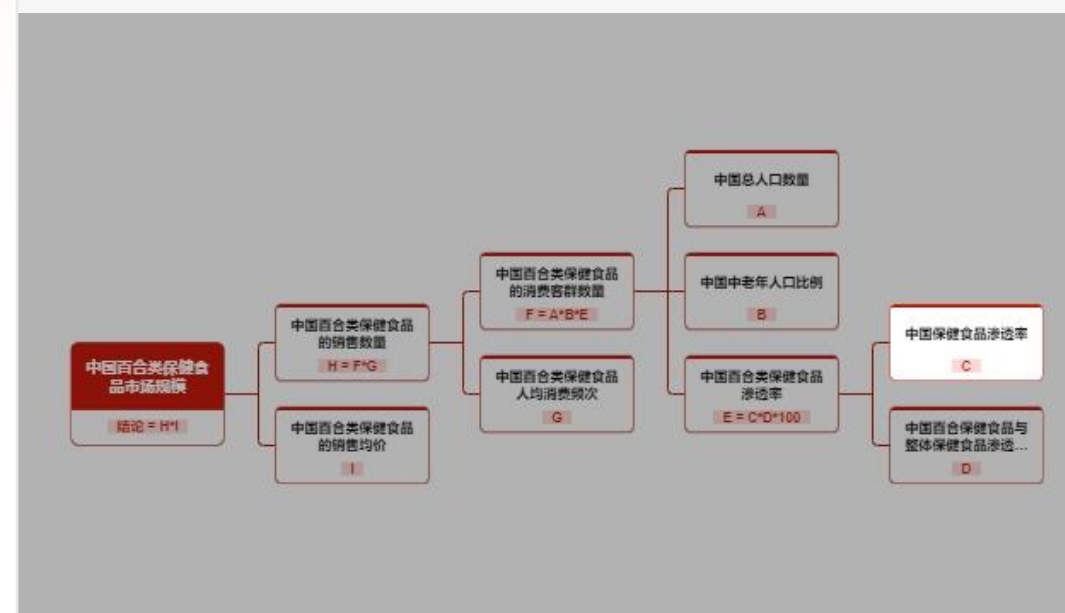 中国总人口数量
A
中国百合类保健食品
的消费客群数量
F = A*B*E
中国中老年人口比例
B
中国百合类保健食品
的销售数量
H = F*G
中国保健食品渗透率
C
中国百合类保健食
品市场规模
结论 = H*I
中国百合类保健食品
人均消费频次
G
中国百合类保健食品
渗透率
E = C*D*100
中国百合类保健食品
的销售均价
I
中国百合保健食品与
整体保健食品渗透...
D